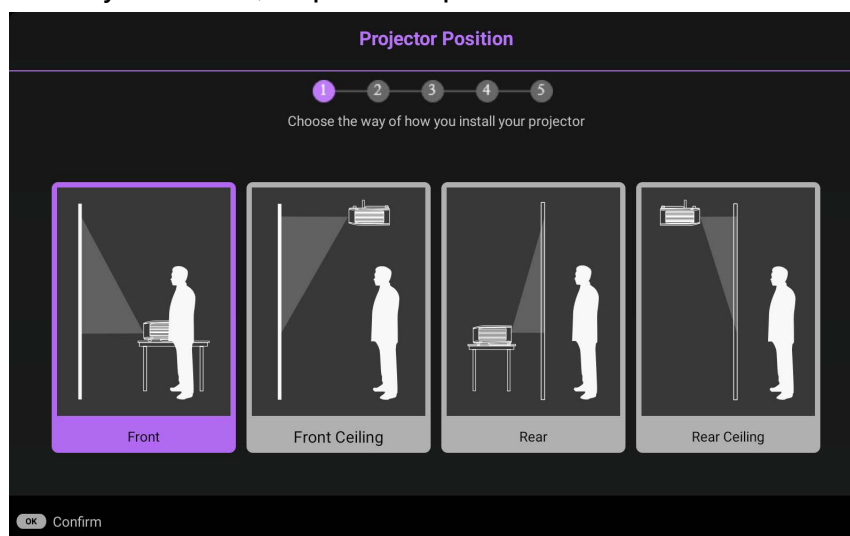 Projector Position
1 2 3 4 5
Choose the way of how you install your projector
Front
Front Ceiling
Rear
Rear Ceiling
OK Confirm